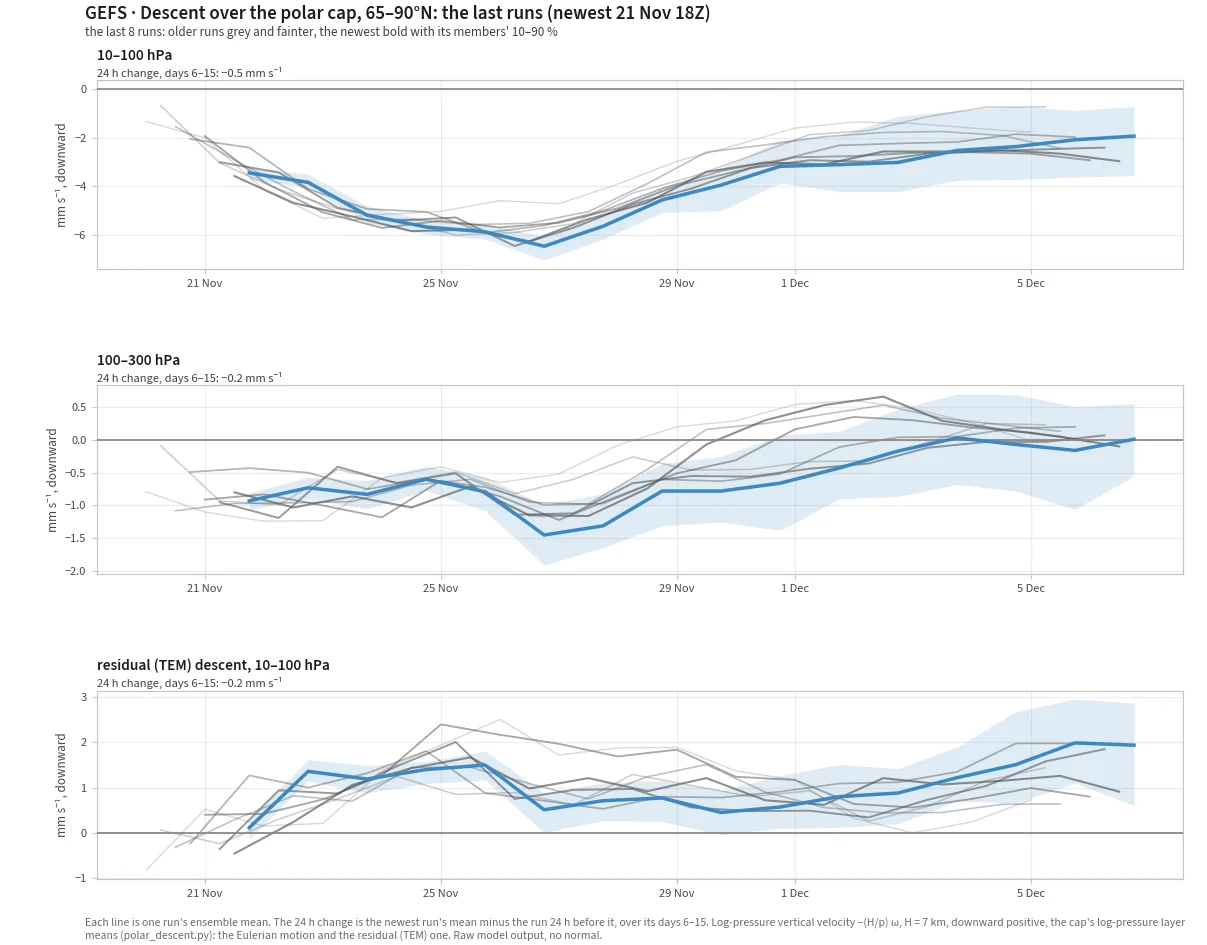 GEFS · Descent over the polar cap, 65–90°N: the last runs (newest 21 Nov 18Z)
the last 8 runs: older runs grey and fainter, the newest bold with its members' 10–90 %
10–100 hPa
24 h change, days 6–15: −0.5 mm s⁻¹
0
−2
−4
−6
mm s⁻¹, downward
21 Nov
25 Nov
29 Nov
1 Dec
5 Dec
100–300 hPa
24 h change, days 6–15: −0.2 mm s⁻¹
0.5
0.0
−0.5
−1.0
−1.5
−2.0
mm s⁻¹, downward
21 Nov
25 Nov
29 Nov
1 Dec
5 Dec
residual (TEM) descent, 10–100 hPa
24 h change, days 6–15: −0.2 mm s⁻¹
3
2
1
0
−1
mm s⁻¹, downward
21 Nov
25 Nov
29 Nov
1 Dec
5 Dec
Each line is one run's ensemble mean. The 24 h change is the newest run's mean minus the run 24 h before it, over its days 6–15. Log-pressure vertical velocity −(H/p) ω, H = 7 km, downward positive, the cap's log-pressure layer
means (polar_descent.py): the Eulerian motion and the residual (TEM) one. Raw model output, no normal.